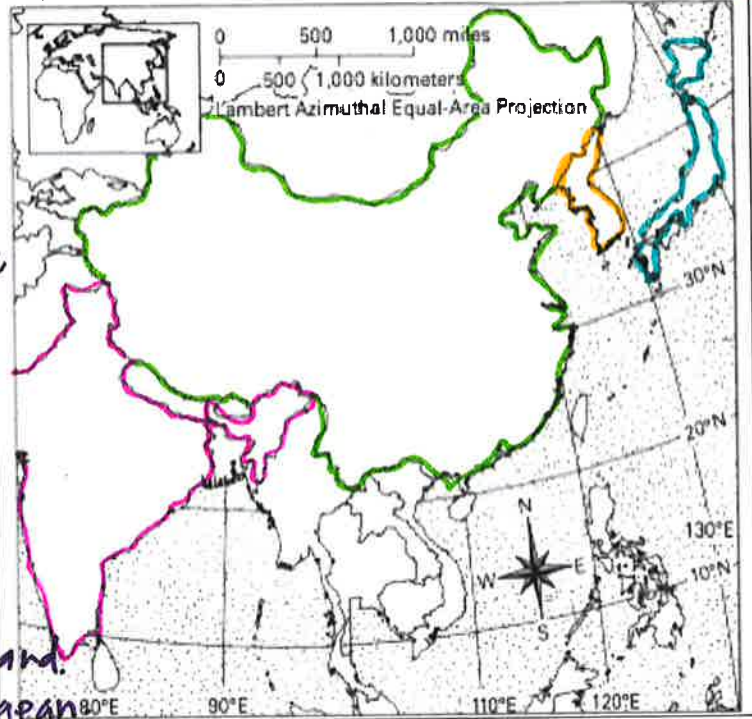 0 500 1,000 miles
0 500 1,000 kilometers
Lambert Azimuthal Equal-Area Projection
30°N
20°N
N
130°E
W E
10°N
S
80°E 90°E 110°E 120°E